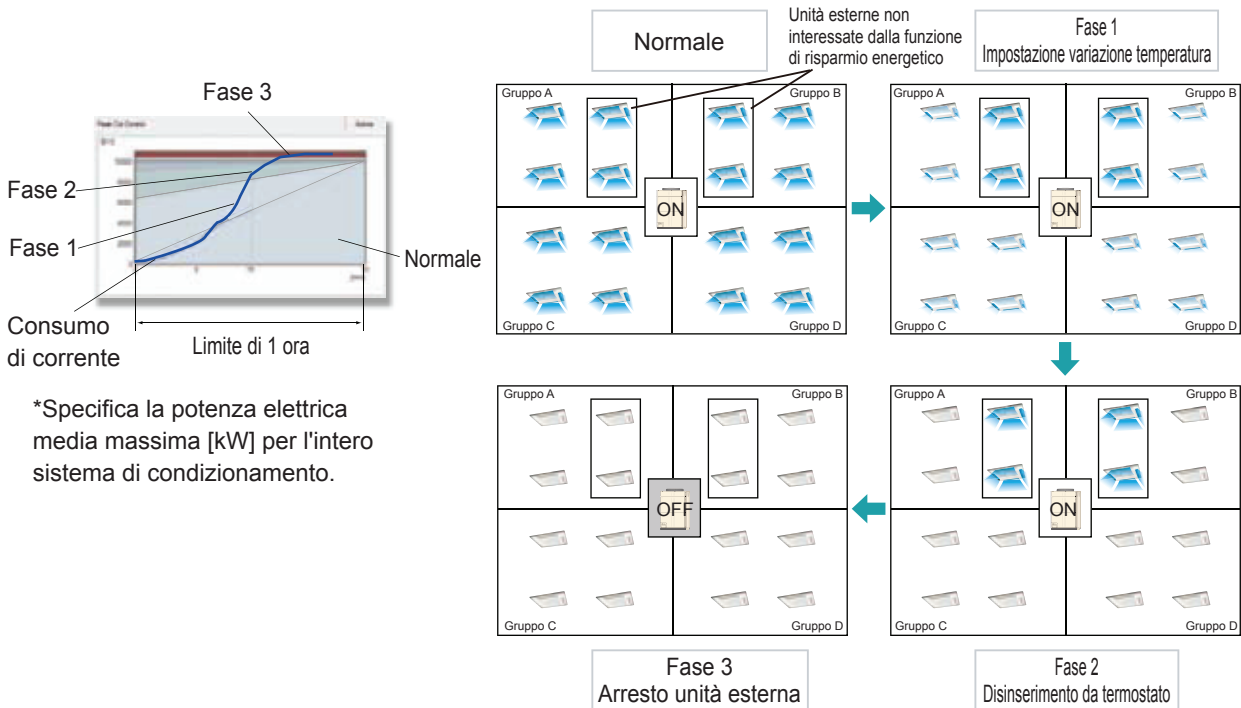 Fase 3
Fase 2
Fase 1
Normale
Consumo
di corrente
Limite di 1 ora
*Specifica la potenza elettrica
media massima [kW] per l'intero
sistema di condizionamento.
Normale
Unità esterne non
interessate dalla funzione
di risparmio energetico
Gruppo A
Gruppo B
ON
Gruppo C
Gruppo D
Fase 1
Impostazione variazione temperatura
Gruppo A
Gruppo B
ON
Gruppo C
Gruppo D
Gruppo A
Gruppo B
ON
Gruppo C
Gruppo D
Fase 2
Disinserimento da termostato
Gruppo A
Gruppo B
OFF
Gruppo C
Gruppo D
Fase 3
Arresto unità esterna